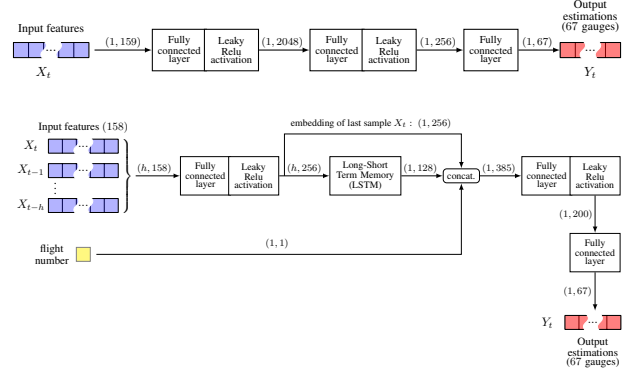 Input features
X_t
(1, 159)
Fully
connected
layer
Leaky
Relu
activation
(1, 2048)
Fully
connected
layer
Leaky
Relu
activation
(1, 256)
Fully
connected
layer
(1, 67)
Output
estimations
(67 gauges)
...
Y_t
Input features (158)
X_t
...
X_{t−1}
...
⋮
X_{t−h}
...
(h, 158)
Fully
connected
layer
Leaky
Relu
activation
embedding of last sample X_t : (1, 256)
(h, 256)
Long-Short
Term Memory
(LSTM)
(1, 128)
concat.
(1, 385)
Fully
connected
layer
Leaky
Relu
activation
flight
number
(1, 1)
(1, 200)
Fully
connected
layer
(1, 67)
Y_t
...
Output
estimations
(67 gauges)